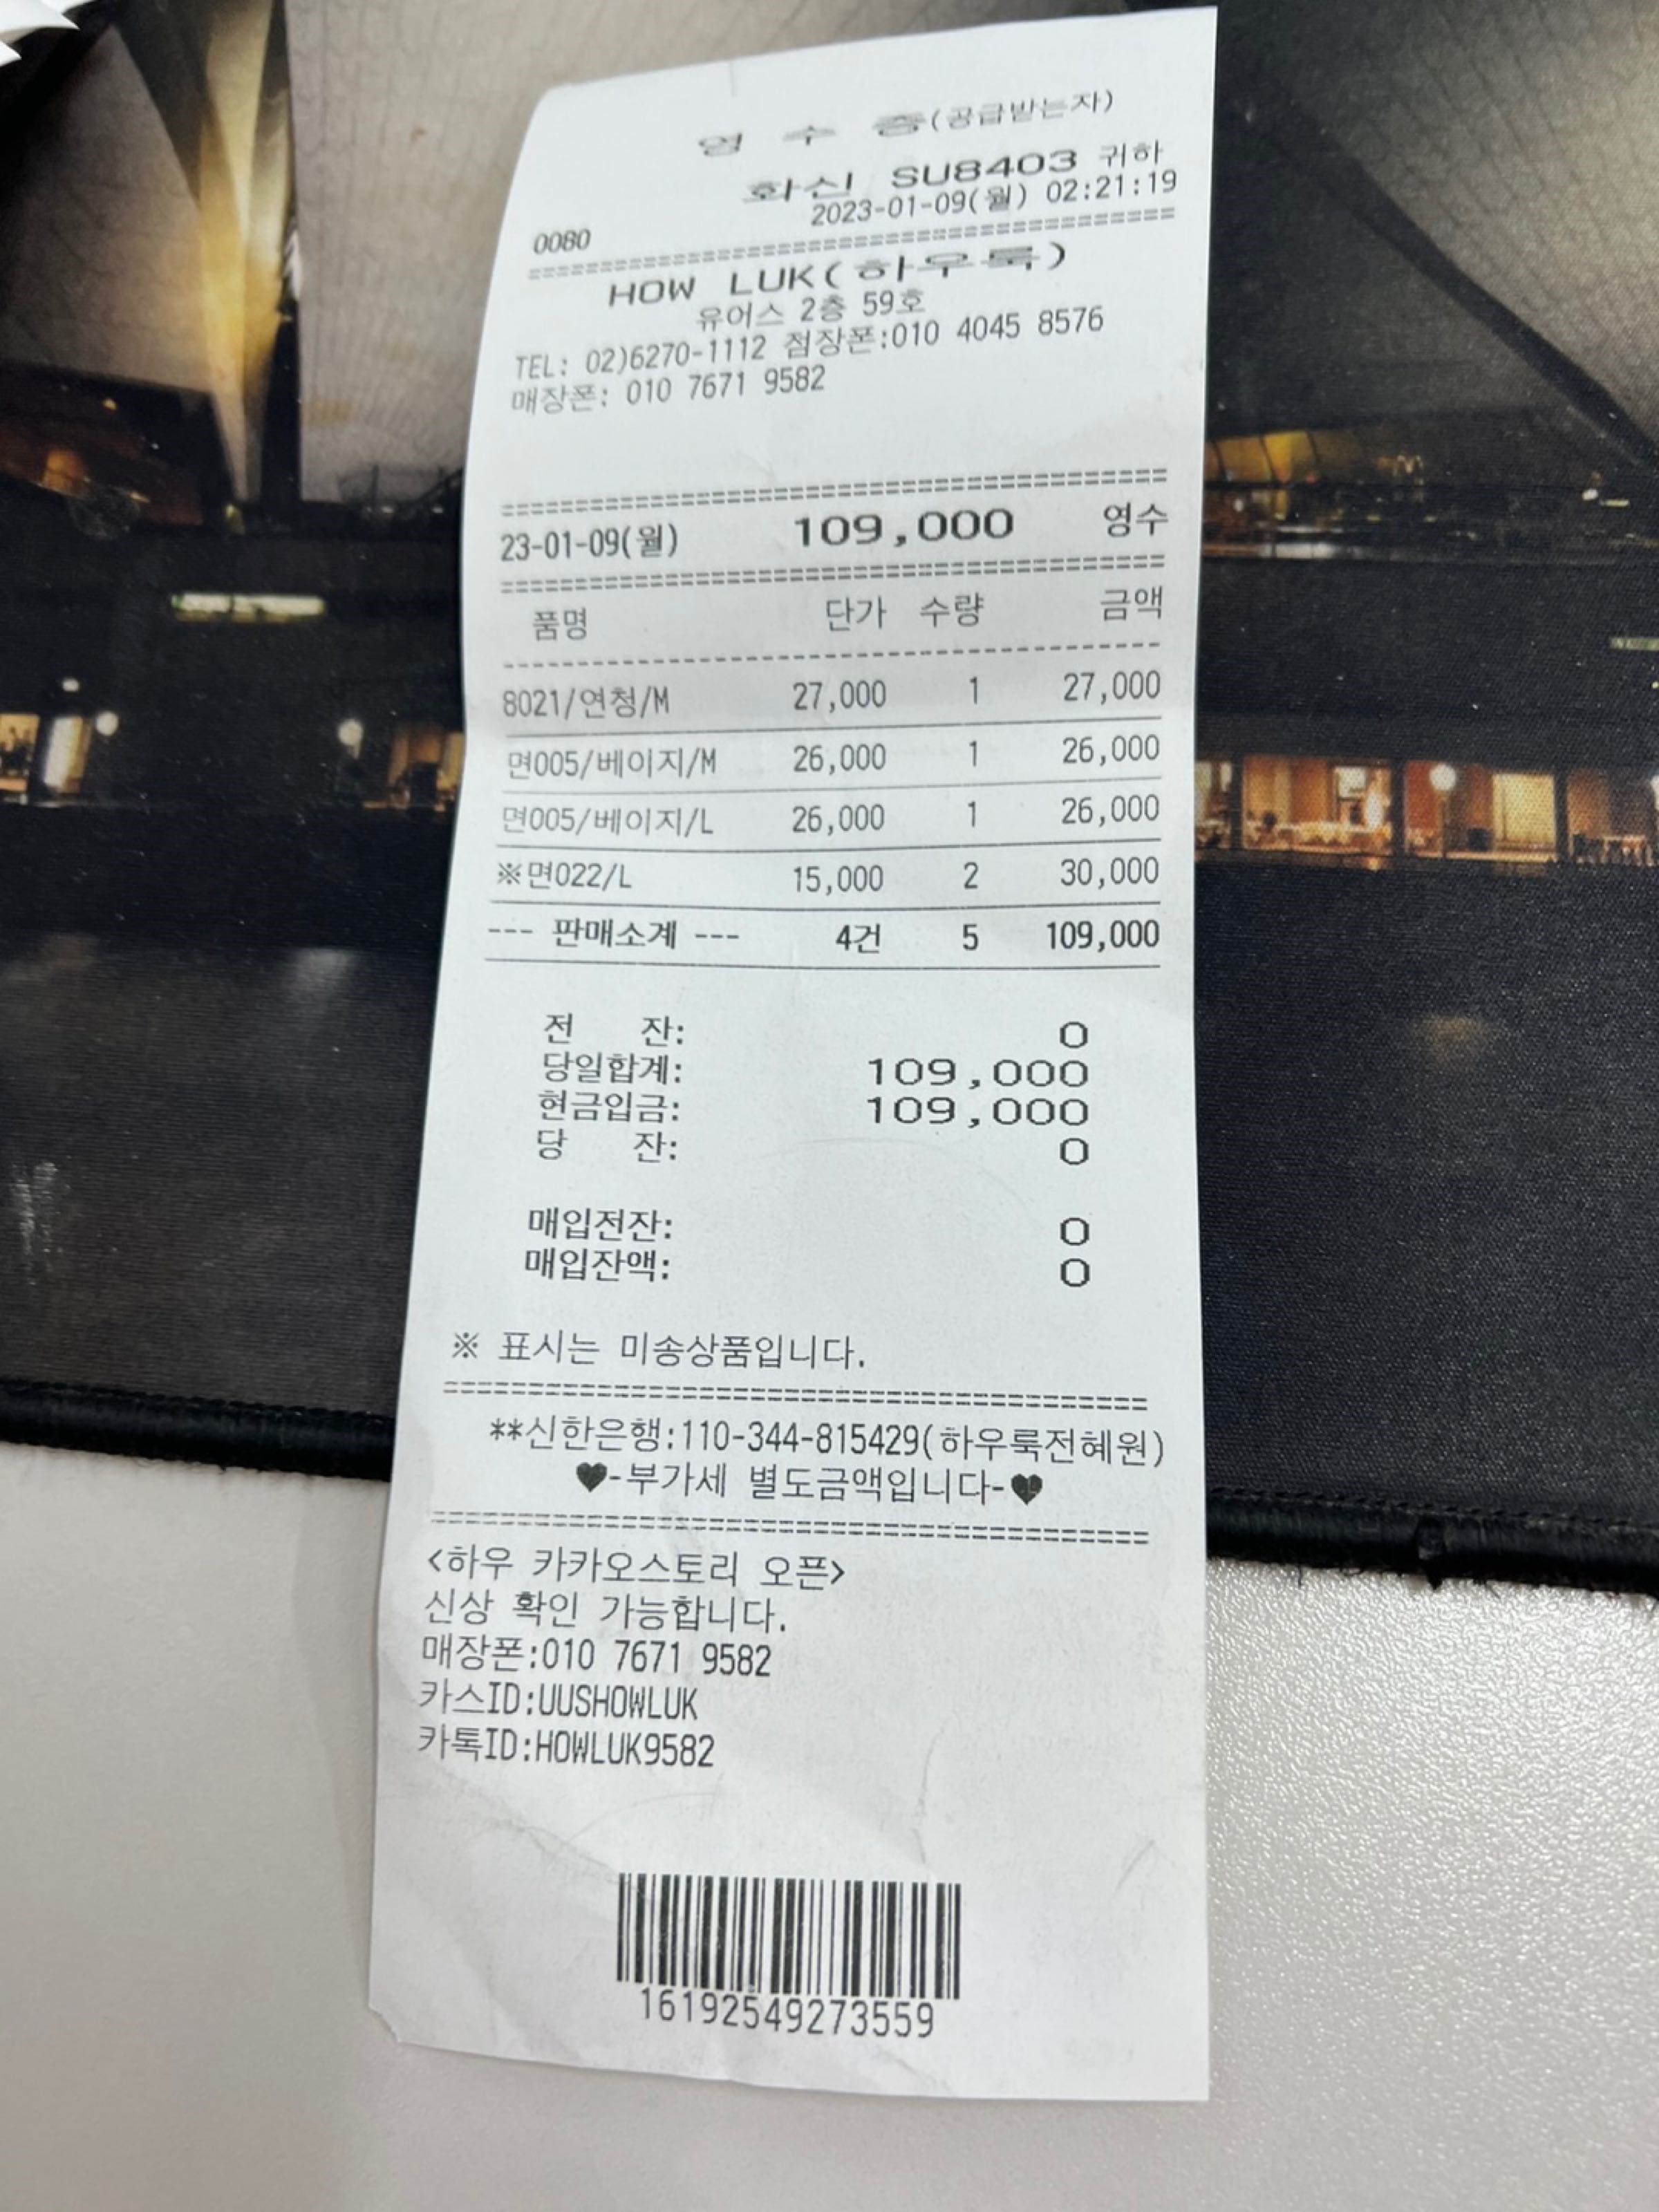 영 수 증(공급받는자)
화신 SU8403 귀하
2023-01-09(월) 02:21:19
0080
========================================
HOW LUK(하우룩)
유어스 2층 59호
TEL: 02)6270-1112 점장폰:010 4045 8576
매장폰: 010 7671 9582
========================================
23-01-09(월) 109,000 영수
========================================
품명 단가 수량 금액
----------------------------------------
8021/연청/M 27,000 1 27,000
면005/베이지/M 26,000 1 26,000
면005/베이지/L 26,000 1 26,000
※면022/L 15,000 2 30,000
--- 판매소계 --- 4건 5 109,000
전 잔: 0
당일합계: 109,000
현금입금: 109,000
당 잔: 0
매입전잔: 0
매입잔액: 0
※ 표시는 미송상품입니다.
========================================
**신한은행:110-344-815429(하우룩전혜원)
♥-부가세 별도금액입니다-♥
========================================
<하우 카카오스토리 오픈>
신상 확인 가능합니다.
매장폰:010 7671 9582
카스ID:UUSHOWLUK
카톡ID:HOWLUK9582
16192549273559